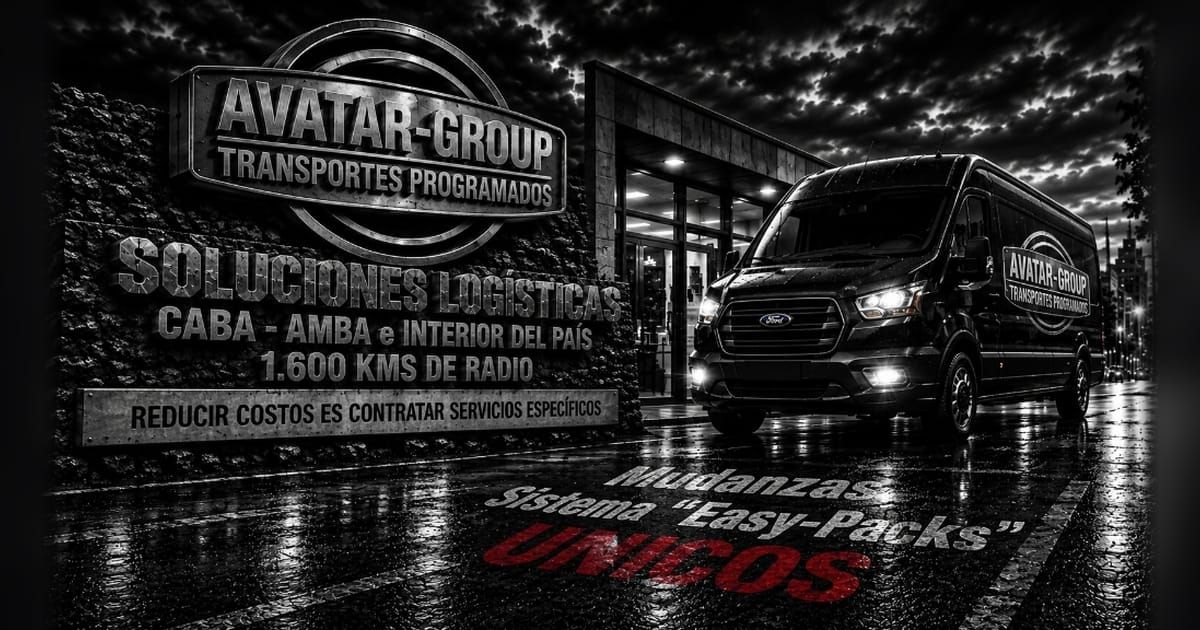 AVATAR-GROUP
TRANSPORTES PROGRAMADOS
SOLUCIONES LOGÍSTICAS
CABA - AMBA e INTERIOR DEL PAÍS
1.600 KMS DE RADIO
REDUCIR COSTOS ES CONTRATAR SERVICIOS ESPECÍFICOS
Ford
AVATAR-GROUP
TRANSPORTES PROGRAMADOS
Mudanzas
Sistema "Easy-Packs"
UNICOS